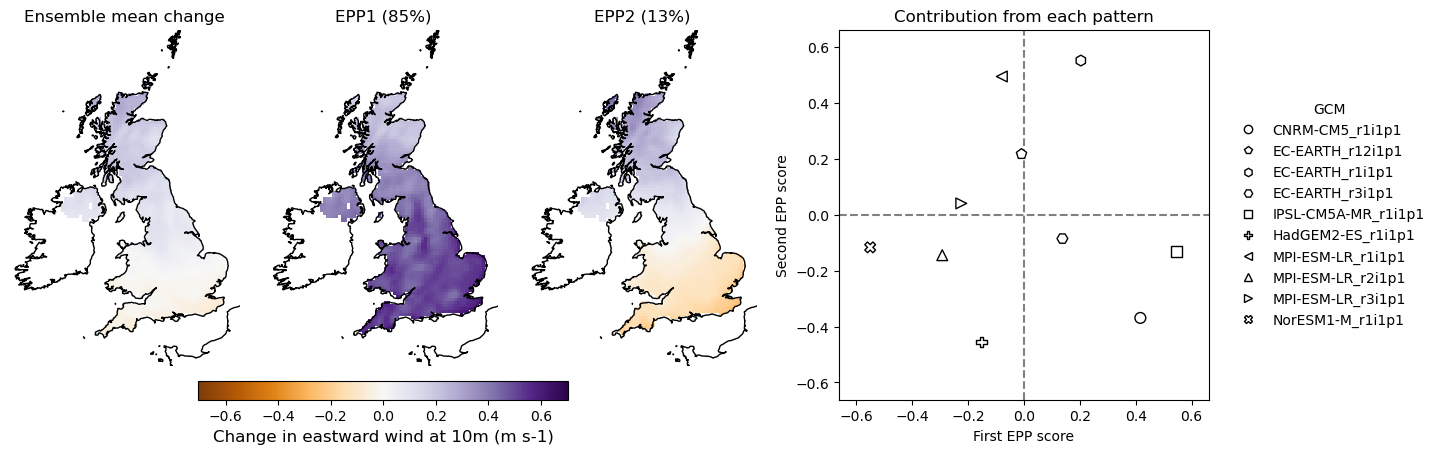 Ensemble mean change
EPP1 (85%)
EPP2 (13%)
−0.6 −0.4 −0.2 0.0 0.2 0.4 0.6
Change in eastward wind at 10m (m s-1)
Contribution from each pattern
Second EPP score
0.6
0.4
0.2
0.0
−0.2
−0.4
−0.6
−0.6 −0.4 −0.2 0.0 0.2 0.4 0.6
First EPP score
GCM
CNRM-CM5_r1i1p1
EC-EARTH_r12i1p1
EC-EARTH_r1i1p1
EC-EARTH_r3i1p1
IPSL-CM5A-MR_r1i1p1
HadGEM2-ES_r1i1p1
MPI-ESM-LR_r1i1p1
MPI-ESM-LR_r2i1p1
MPI-ESM-LR_r3i1p1
NorESM1-M_r1i1p1